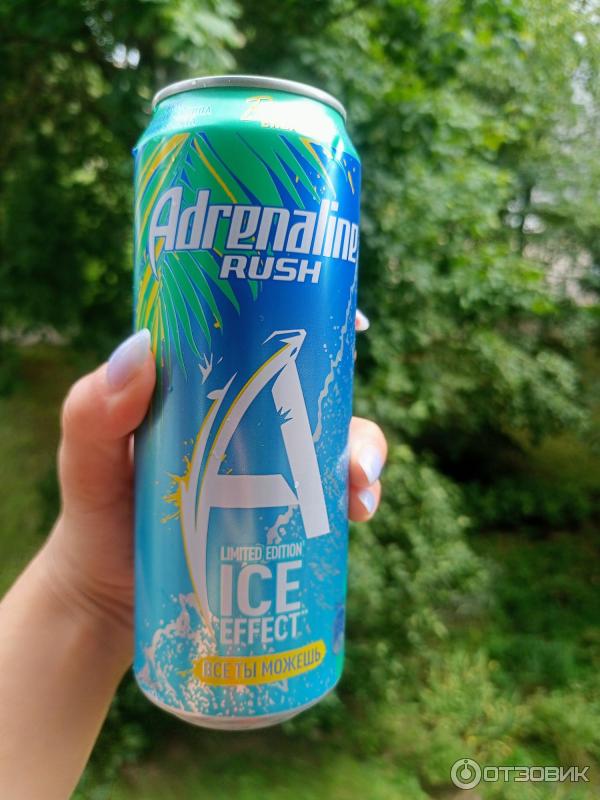 Adrenaline
RUSH
LIMITED EDITION
ICE
EFFECT
ВСЕ ТЫ МОЖЕШЬ
ОТЗОВИК